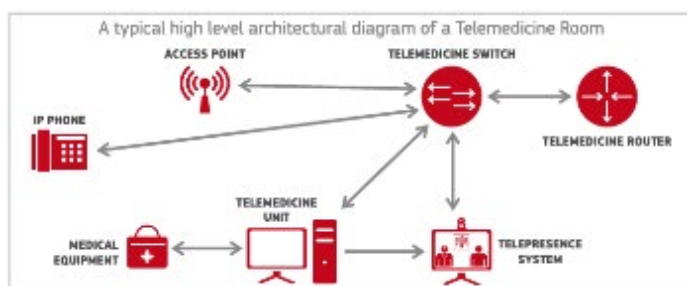 A typical high level architectural diagram of a Telemedicine Room
ACCESS POINT
TELEMEDICINE SWITCH
IP PHONE
TELEMEDICINE ROUTER
TELEMEDICINE
UNIT
MEDICAL
EQUIPMENT
TELEPRESENCE
SYSTEM